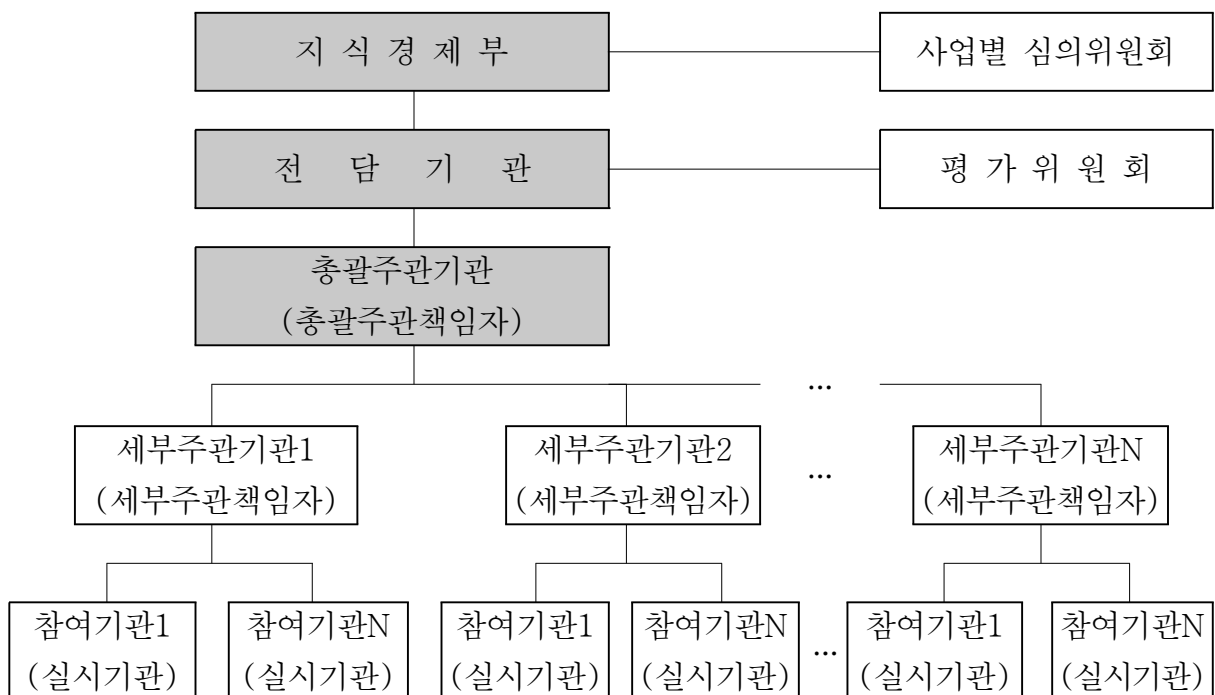 지 식 경 제 부
사업별 심의위원회
전 담 기 관
평 가 위 원 회
총괄주관기관
(총괄주관책임자)
...
세부주관기관1
(세부주관책임자)
세부주관기관2
(세부주관책임자)
...
세부주관기관N
(세부주관책임자)
참여기관1
(실시기관)
참여기관N
(실시기관)
참여기관1
(실시기관)
참여기관N
(실시기관)
...
참여기관1
(실시기관)
참여기관N
(실시기관)